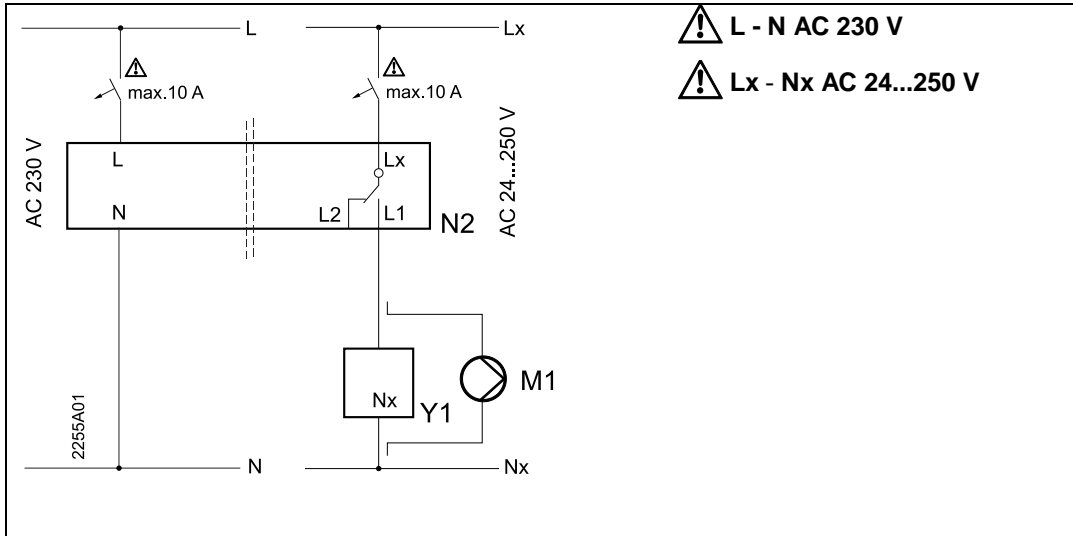 L
Lx
L - N AC 230 V
max.10 A
max.10 A
Lx - Nx AC 24...250 V
AC 230 V
L
Lx
AC 24...250 V
N
L2
L1
N2
M1
Nx
Y1
2255A01
N
Nx